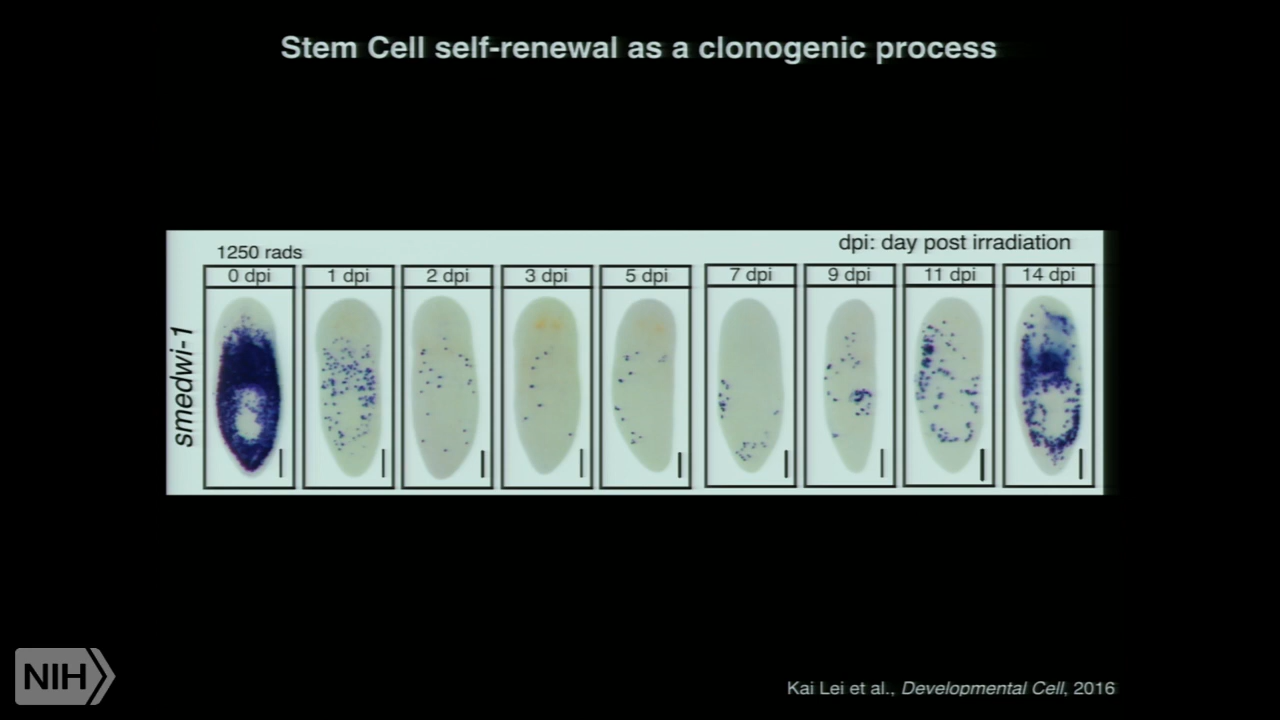 Stem Cell self-renewal as a clonogenic process
1250 rads
dpi: day post irradiation
0 dpi 1 dpi 2 dpi 3 dpi 5 dpi 7 dpi 9 dpi 11 dpi 14 dpi
smedwi-1
NIH
Kai Lei et al., Developmental Cell, 2016